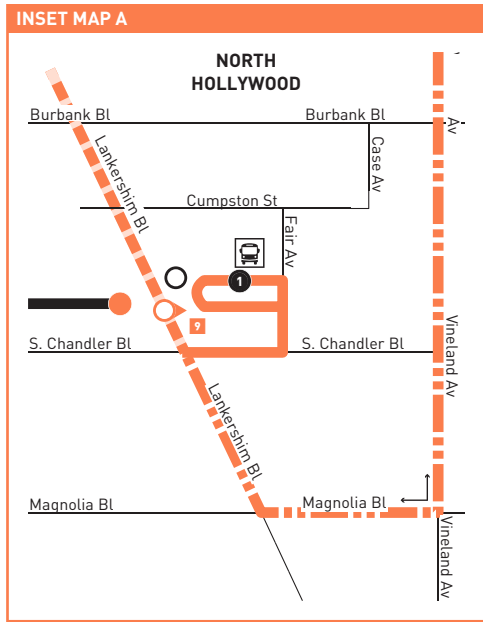 INSET MAP A
NORTH
HOLLYWOOD
Burbank Bl
Burbank Bl
Av
Lankershim Bl
Case Av
Cumpston St
Fair Av
1
9
S. Chandler Bl
S. Chandler Bl
Vineland Av
Lankershim Bl
Magnolia Bl
Magnolia Bl
Vineland Av